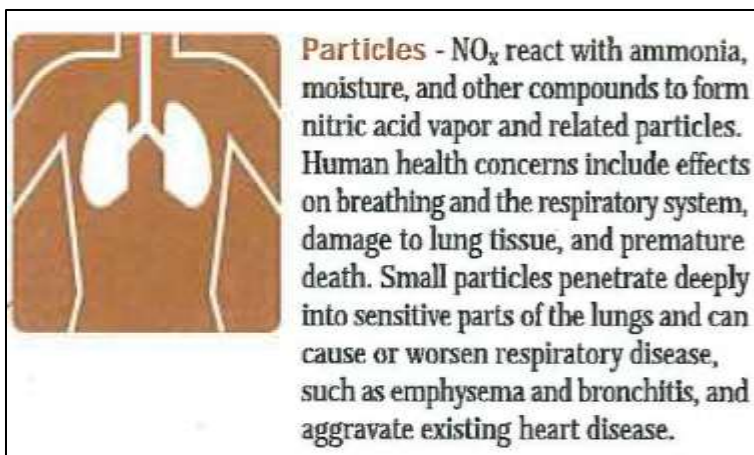 Particles - NOₓ react with ammonia,
moisture, and other compounds to form
nitric acid vapor and related particles.
Human health concerns include effects
on breathing and the respiratory system,
damage to lung tissue, and premature
death. Small particles penetrate deeply
into sensitive parts of the lungs and can
cause or worsen respiratory disease,
such as emphysema and bronchitis, and
aggravate existing heart disease.